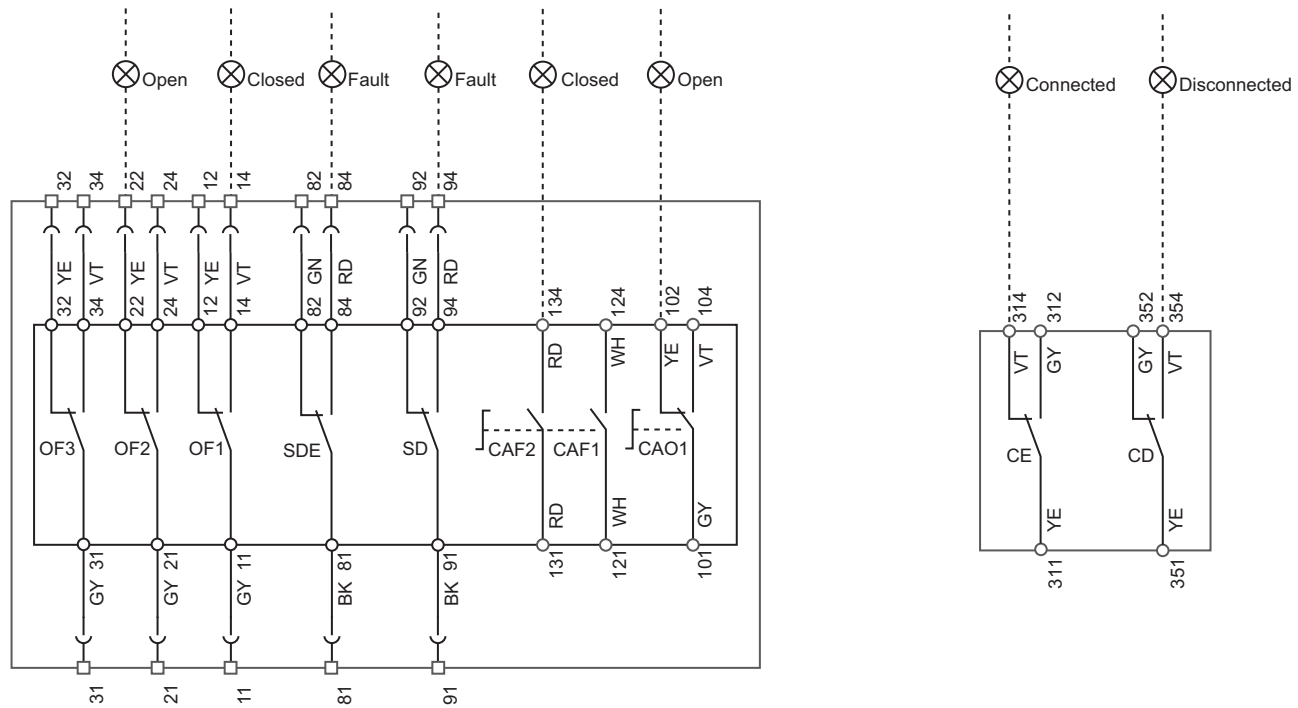 Open Closed Fault Fault Closed Open Connected Disconnected
32 34 22 24 12 14 82 84 92 94
YE VT YE VT YE VT GN RD GN RD
32 34 22 24 12 14 82 84 92 94 134 124 102 104 314 312 352 354
RD WH YE VT VT GY GY VT
OF3 OF2 OF1 SDE SD CAF2 CAF1 CAO1 CE CD
RD WH GY YE YE
31 21 11 81 91 131 121 101 311 351
GY GY GY BK BK
31 21 11 81 91